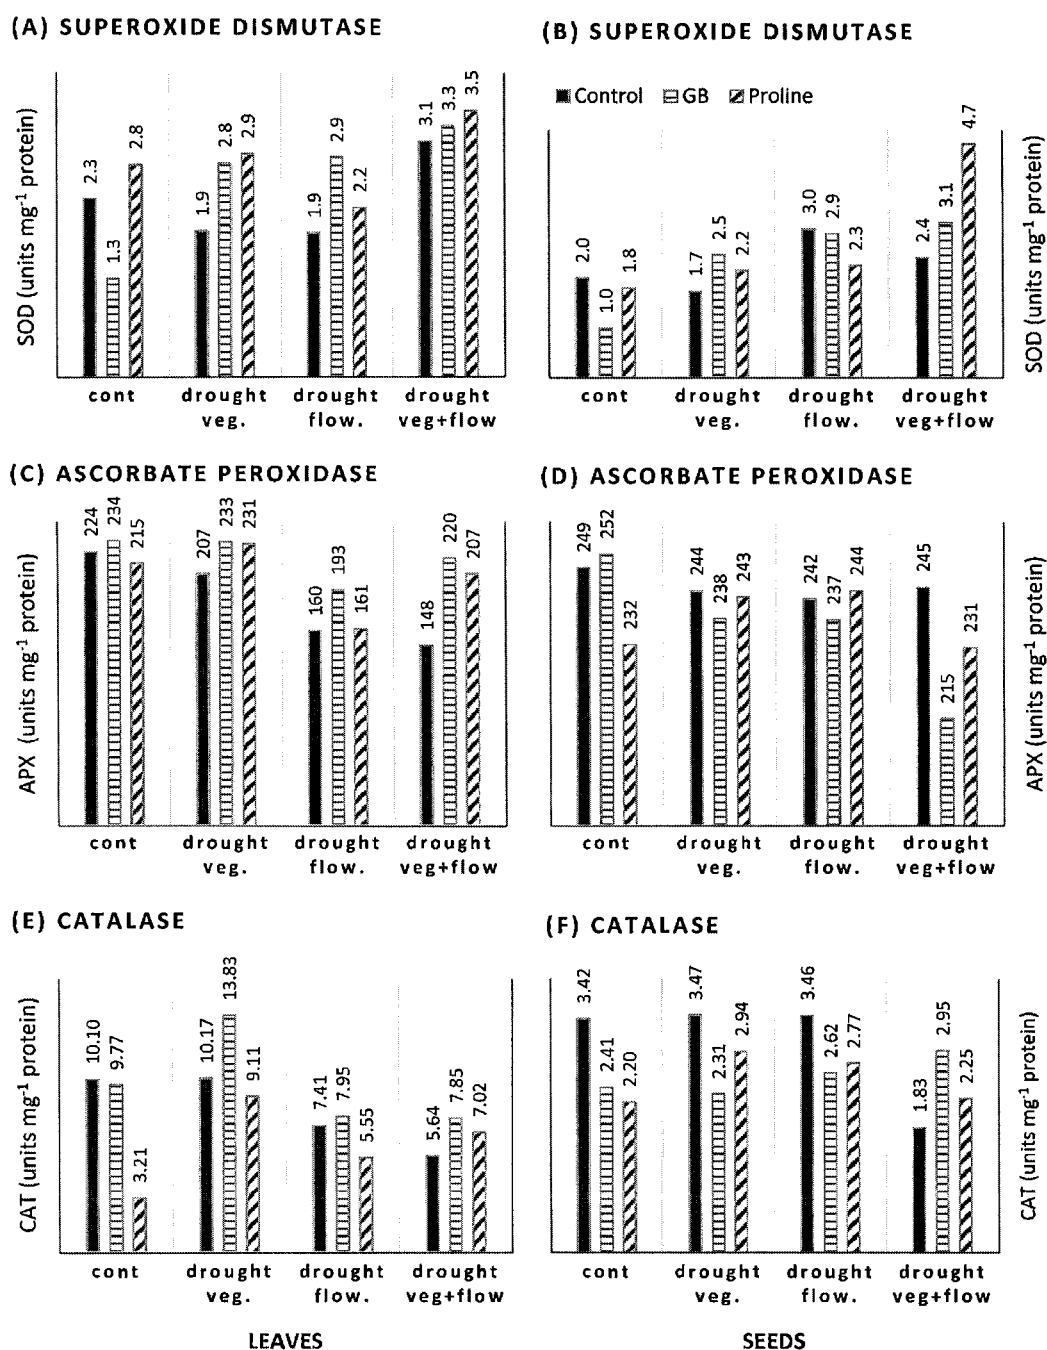 (A) SUPEROXIDE DISMUTASE
SOD (units mg⁻¹ protein)
2.3
1.3
2.8
1.9
2.8
2.9
1.9
2.9
2.2
3.1
3.3
3.5
cont
drought veg.
drought flow.
drought veg+flow
(B) SUPEROXIDE DISMUTASE
Control GB Proline
2.0
1.0
1.8
1.7
2.5
2.2
3.0
2.9
2.3
2.4
3.1
4.7
SOD (units mg⁻¹ protein)
cont
drought veg.
drought flow.
drought veg+flow
(C) ASCORBATE PEROXIDASE
APX (units mg⁻¹ protein)
224
234
215
207
233
231
160
193
161
148
220
207
cont
drought veg.
drought flow.
drought veg+flow
(D) ASCORBATE PEROXIDASE
249
252
232
244
238
243
242
237
244
245
215
231
APX (units mg⁻¹ protein)
cont
drought veg.
drought flow.
drought veg+flow
(E) CATALASE
CAT (units mg⁻¹ protein)
10.10
9.77
3.21
10.17
13.83
9.11
7.41
7.95
5.55
5.64
7.85
7.02
cont
drought veg.
drought flow.
drought veg+flow
LEAVES
(F) CATALASE
3.42
2.41
2.20
3.47
2.31
2.94
3.46
2.62
2.77
1.83
2.95
2.25
CAT (units mg⁻¹ protein)
cont
drought veg.
drought flow.
drought veg+flow
SEEDS